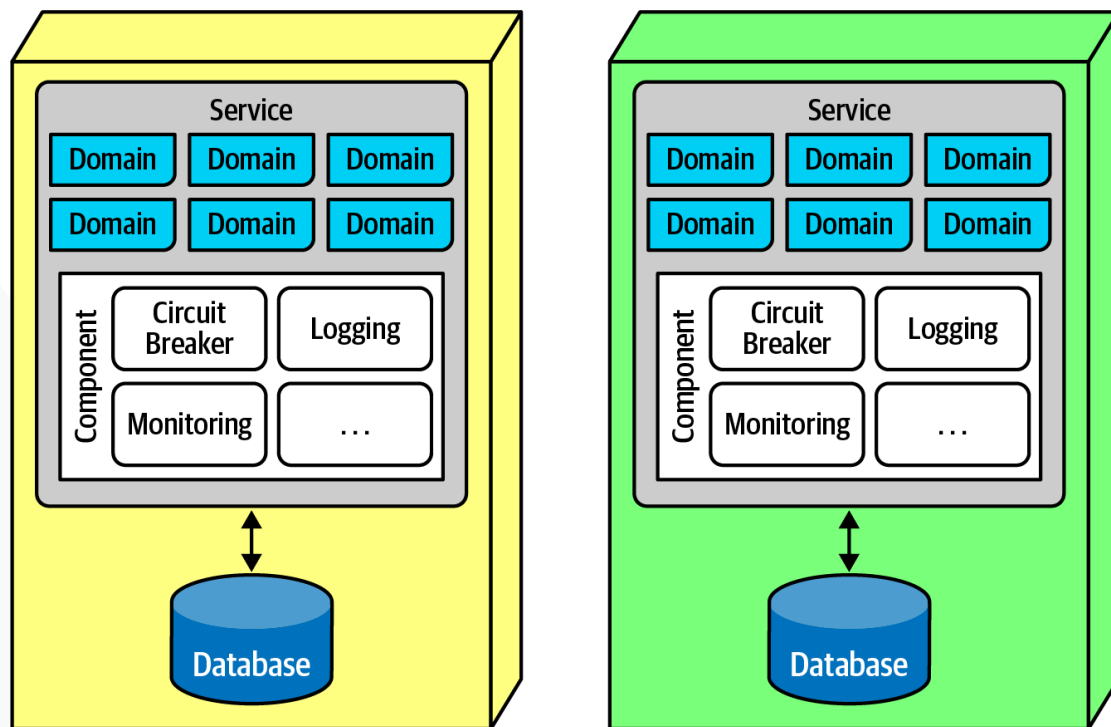 Service
Domain Domain Domain
Domain Domain Domain
Component
Circuit
Breaker
Logging
Monitoring
...
Database
Service
Domain Domain Domain
Domain Domain Domain
Component
Circuit
Breaker
Logging
Monitoring
...
Database